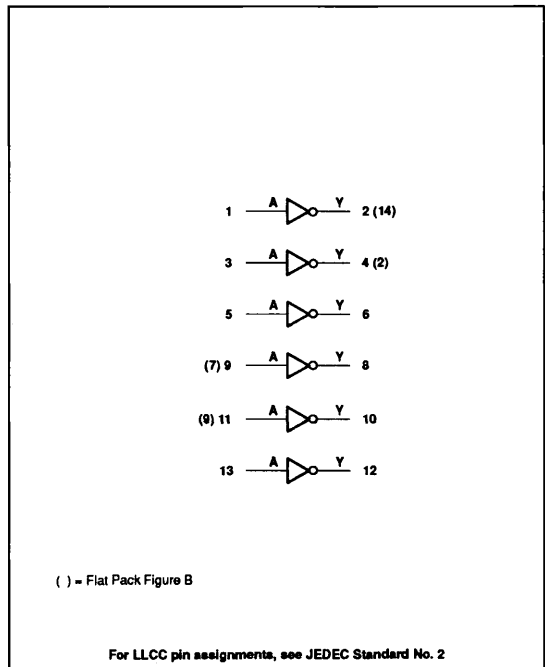 1 A Y 2 (14)
3 A Y 4 (2)
5 A Y 6
(7) 9 A Y 8
(9) 11 A Y 10
13 A Y 12
( ) = Flat Pack Figure B
For LLCC pin assignments, see JEDEC Standard No. 2